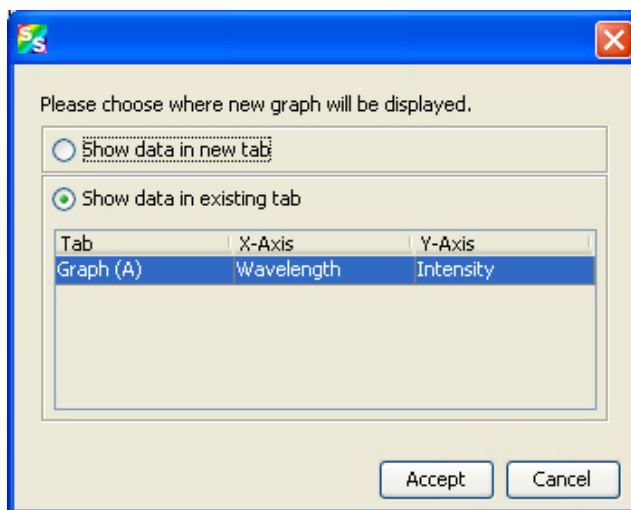 SS
Please choose where new graph will be displayed.
Show data in new tab
Show data in existing tab
Tab X-Axis Y-Axis
Graph (A) Wavelength Intensity
Accept Cancel